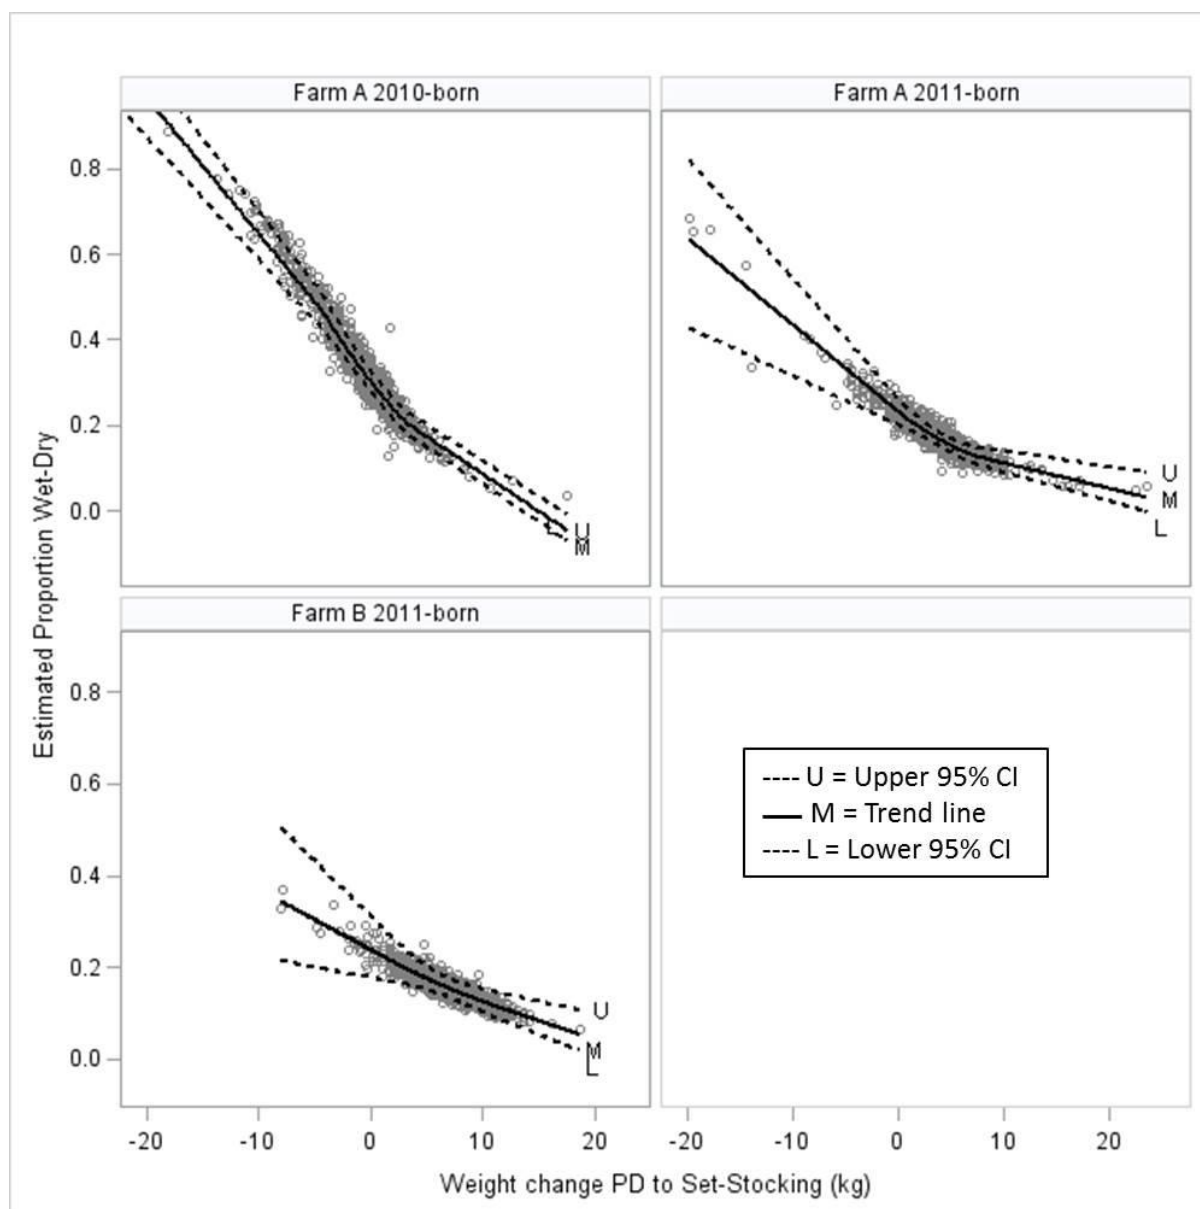 Farm A 2010-born
Farm A 2011-born
0.8
0.6
0.4
0.2
0.0
U
M
L
U
M
L
Farm B 2011-born
0.8
0.6
0.4
0.2
0.0
U
M
L
---- U = Upper 95% CI
— M = Trend line
---- L = Lower 95% CI
-20 -10 0 10 20
-20 -10 0 10 20
Estimated Proportion Wet-Dry
Weight change PD to Set-Stocking (kg)